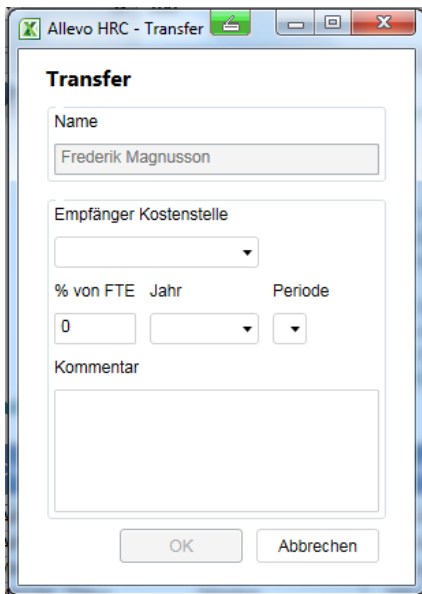 Allevo HRC - Transfer
Transfer
Name
Frederik Magnusson
Empfänger Kostenstelle
% von FTE Jahr Periode
0
Kommentar
OK Abbrechen